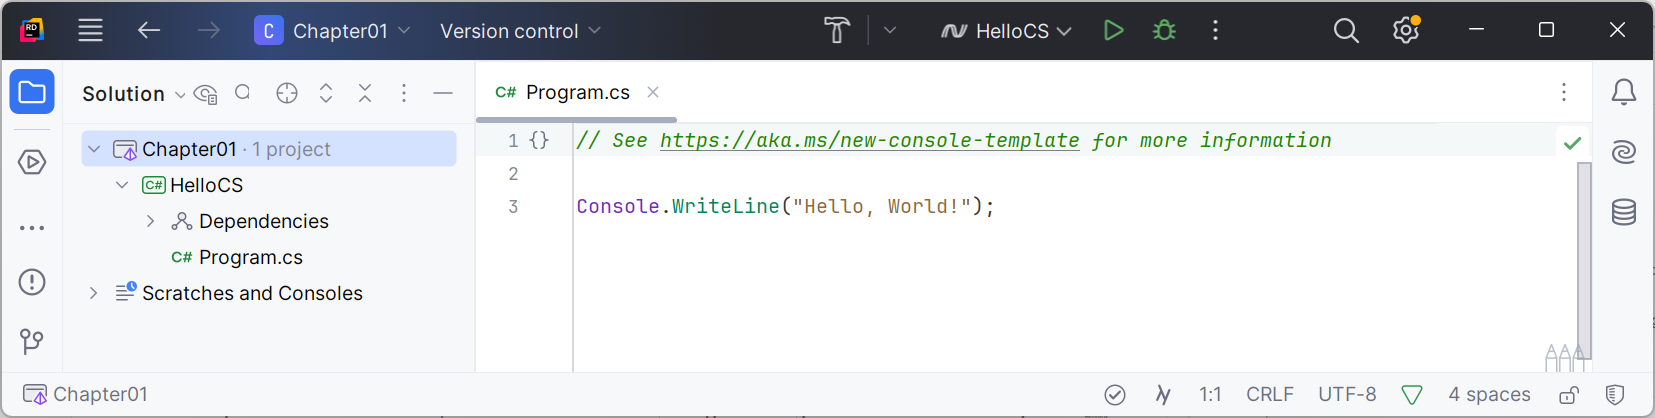 RD
C Chapter01 Version control HelloCS
Solution
C# Program.cs
Chapter01 · 1 project
C# HelloCS
Dependencies
C# Program.cs
Scratches and Consoles
1 {} // See https://aka.ms/new-console-template for more information
2
3 Console.WriteLine("Hello, World!");
Chapter01 1:1 CRLF UTF-8 4 spaces